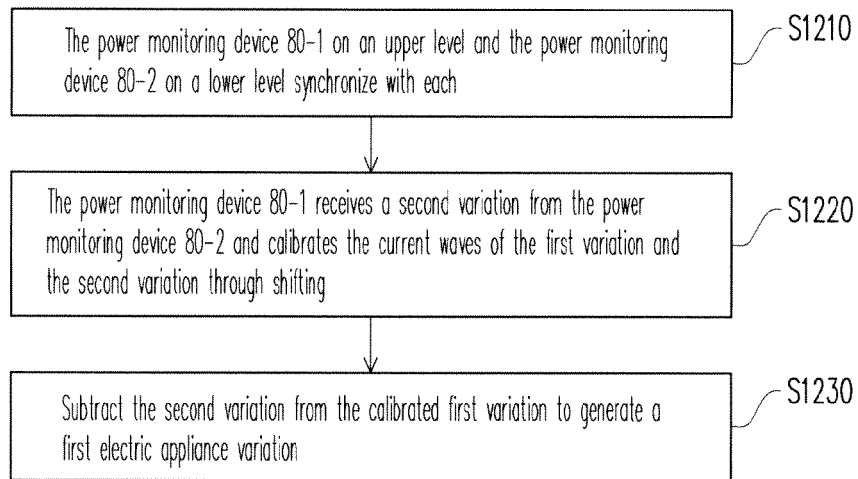 The power monitoring device 80-1 on an upper level and the power monitoring
device 80-2 on a lower level synchronize with each
S1210
The power monitoring device 80-1 receives a second variation from the power
monitoring device 80-2 and calibrates the current waves of the first variation and
the second variation through shifting
S1220
Subtract the second variation from the calibrated first variation to generate a
first electric appliance variation
S1230